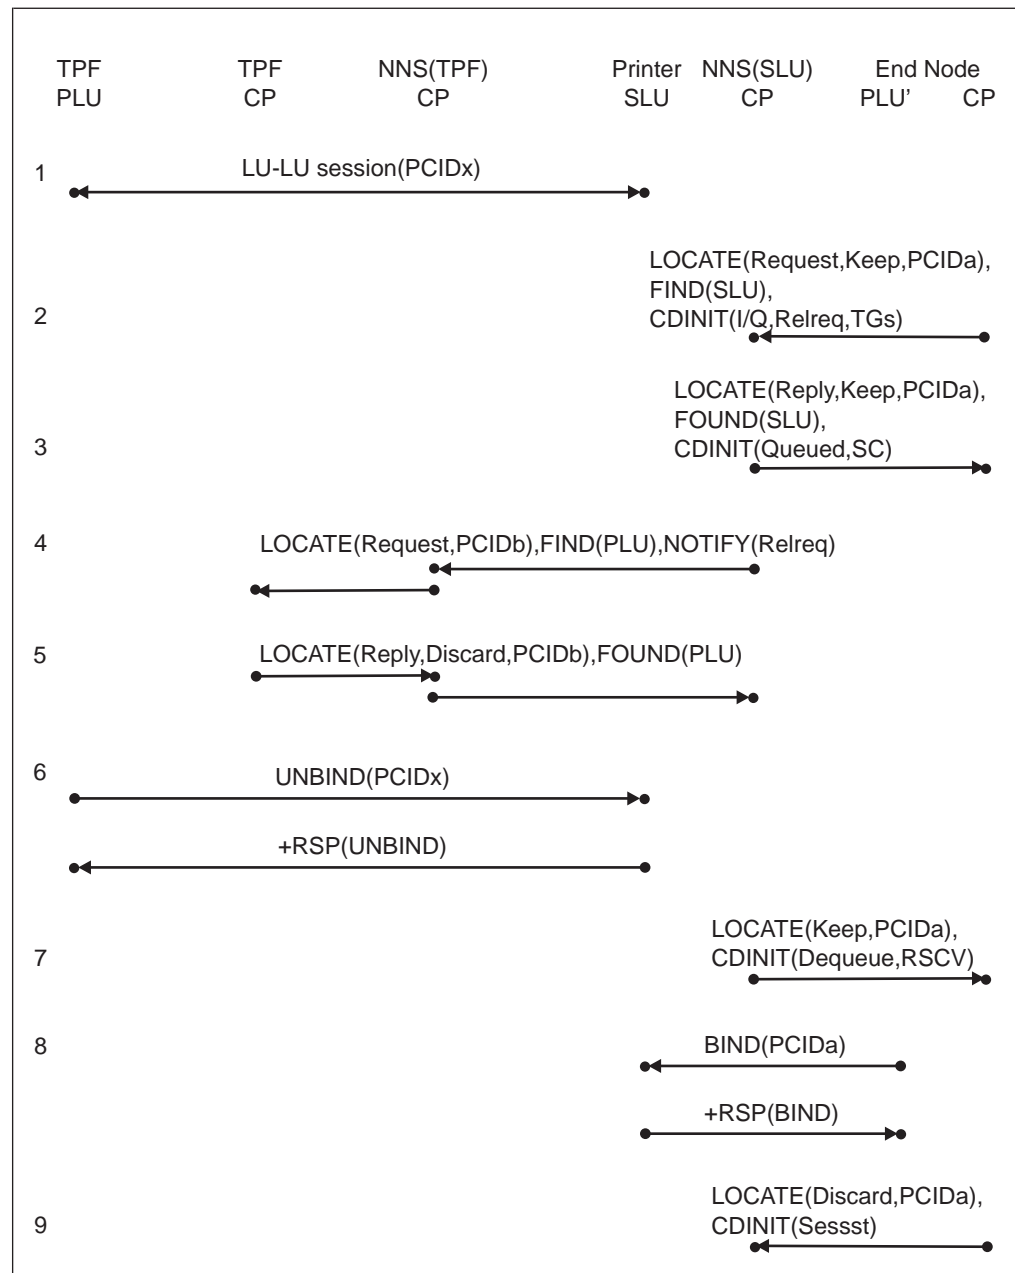 TPF TPF NNS(TPF) Printer NNS(SLU) End Node
PLU CP CP SLU CP PLU' CP
1 LU-LU session(PCIDx)
LOCATE(Request,Keep,PCIDa),
FIND(SLU),
2 CDINIT(I/Q,Relreq,TGs)
LOCATE(Reply,Keep,PCIDa),
FOUND(SLU),
3 CDINIT(Queued,SC)
4 LOCATE(Request,PCIDb),FIND(PLU),NOTIFY(Relreq)
5 LOCATE(Reply,Discard,PCIDb),FOUND(PLU)
6 UNBIND(PCIDx)
+RSP(UNBIND)
LOCATE(Keep,PCIDa),
7 CDINIT(Dequeue,RSCV)
8 BIND(PCIDa)
+RSP(BIND)
LOCATE(Discard,PCIDa),
9 CDINIT(Sessst)